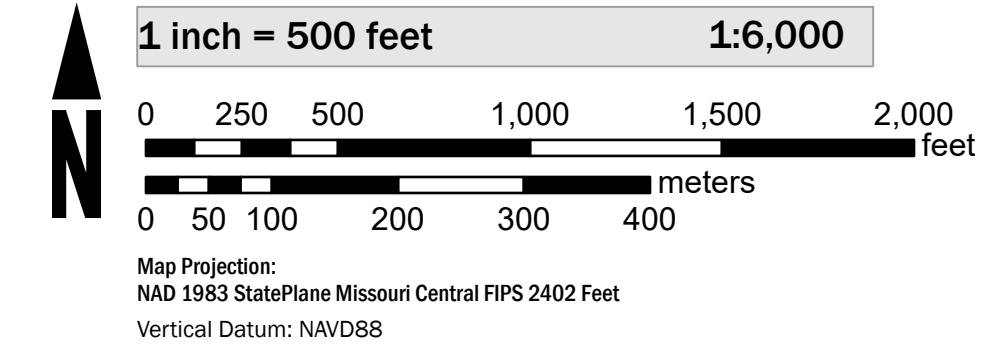 1 inch = 500 feet 1:6,000
0 250 500 1,000 1,500 2,000
feet
meters
0 50 100 200 300 400
N
Map Projection:
NAD 1983 StatePlane Missouri Central FIPS 2402 Feet
Vertical Datum: NAVD88